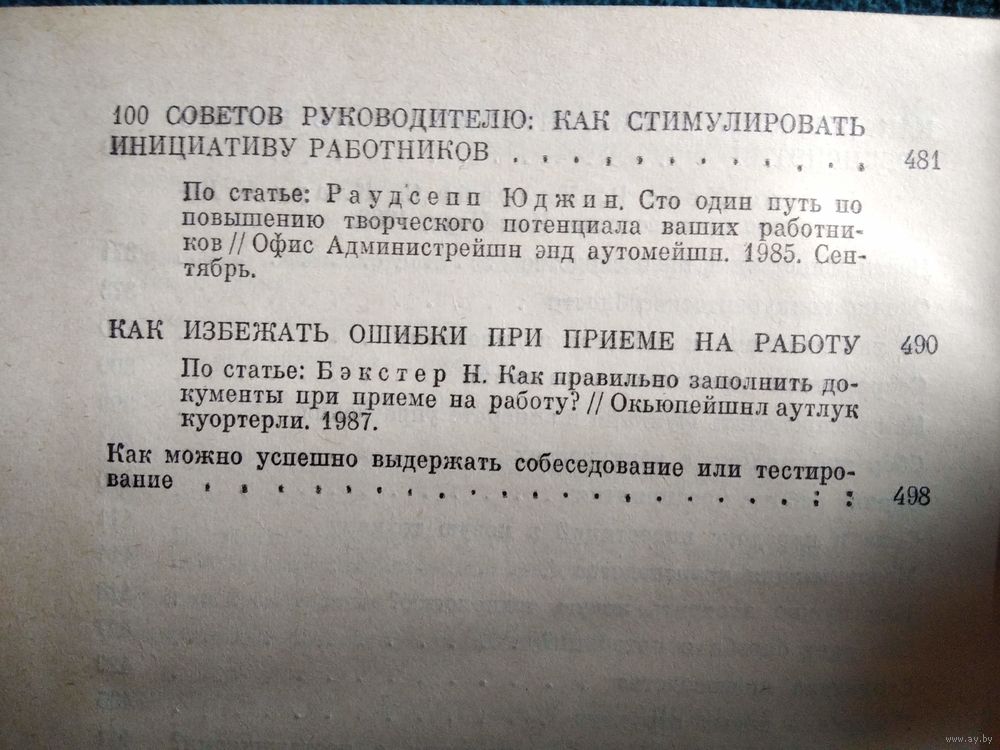 100 СОВЕТОВ РУКОВОДИТЕЛЮ: КАК СТИМУЛИРОВАТЬ
ИНИЦИАТИВУ РАБОТНИКОВ . . . . . . . . . . . . 481
По статье: Раудсепп Юджин. Сто один путь по
повышению творческого потенциала ваших работни-
ков // Офис Администрейшн энд аутомейшн. 1985. Сен-
тябрь.
КАК ИЗБЕЖАТЬ ОШИБКИ ПРИ ПРИЕМЕ НА РАБОТУ 490
По статье: Бэкстер Н. Как правильно заполнить до-
кументы при приеме на работу? // Окьюпейшнл аутлук
куортерли. 1987.
Как можно успешно выдержать собеседование или тестиро-
вание . . . . . . . . . . . . . . . . . . . : : 498
www.ay.by